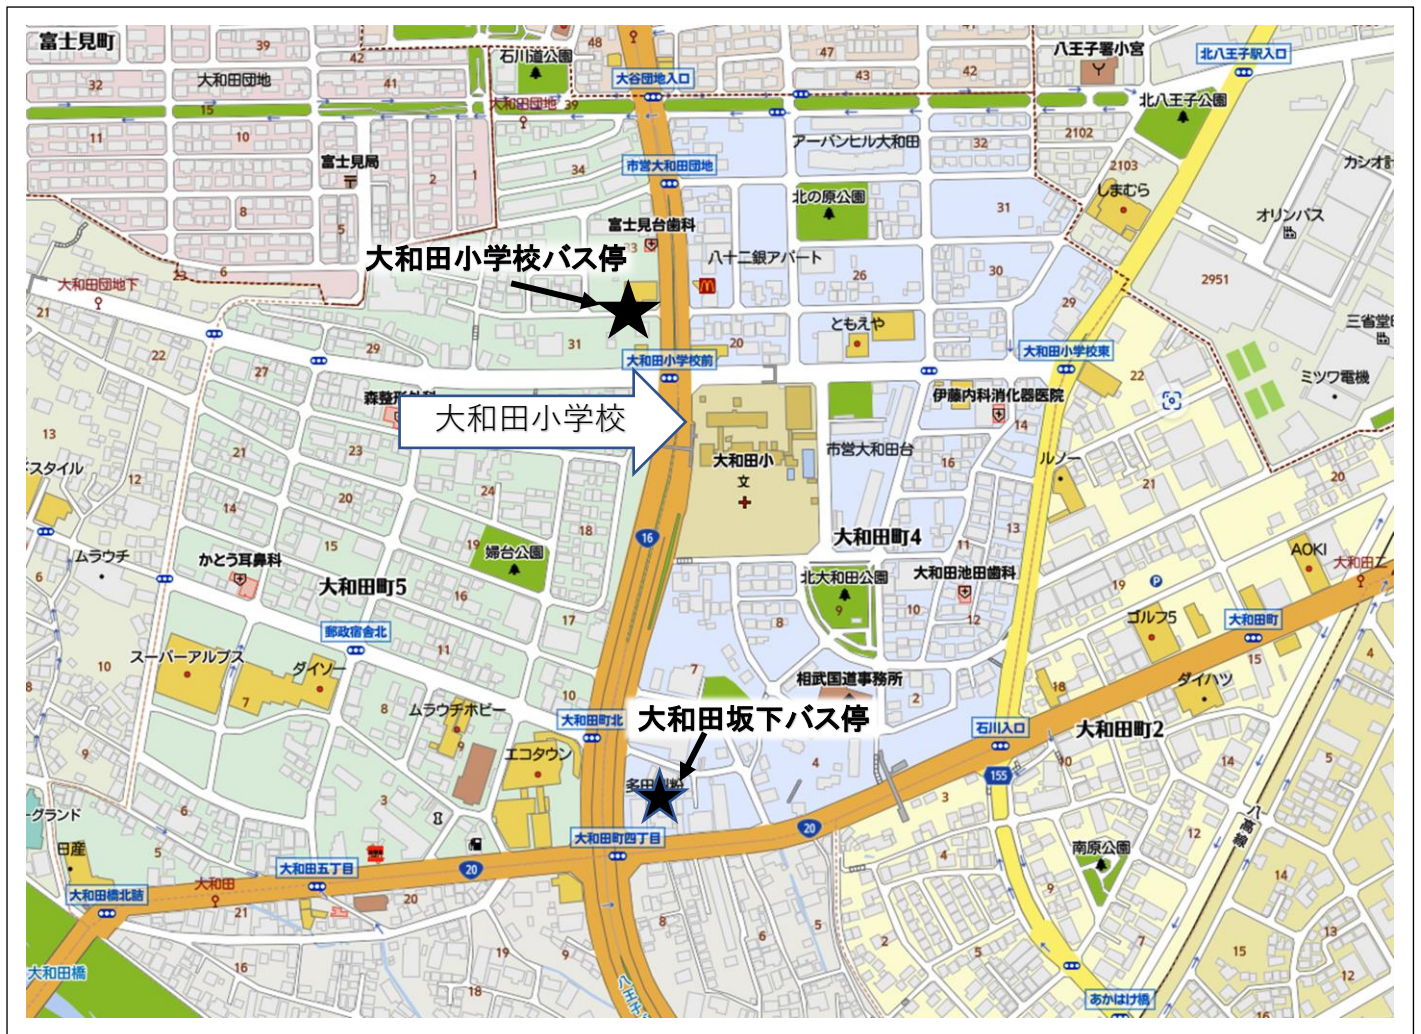 富士見町
39
32
大和田団地
42
41
石川道公園
48
大谷団地入口
47
43
42
八王子署小宮
北八王子駅入口
北八王子公園
15
大和田団地
39
11
10
富士見局
2
1
34
市営大和田団地
アーバンヒル大和田
32
2102
2103
しまむら
カシオ計
オリンパス
北の原公園
31
8
5
富士見台歯科
大和田小学校バス停
八十二銀アパート
26
30
29
2951
23
6
大和田団地下
21
22
29
31
20
ともえや
三省堂印
大和田小学校前
大和田小学校東
27
22
ミツワ電機
大和田小学校
伊藤内科消化器医院
14
13
21
23
大和田小
文
市営大和田台
16
ルノー
12
24
20
14
18
21
20
13
16
大和田町4
ムラウチ
15
19
婦台公園
かとう耳鼻科
11
AOKI
6
大和田町5
16
北大和田公園
9
大和田池田歯科
10
19
17
8
12
ゴルフ5
大和田町
郵政宿舎北
11
スーパーアルプス
10
ダイソー
7
7
相武国道事務所
15
4
8
10
2
18
ダイハツ
8
ムラウチホビー
9
大和田町北
大和田坂下バス停
石川入口
大和田町2
9
エコタウン
4
155
10
14
5
3
3
6
20
12
八高線
日産
5
大和田町四丁目
4
南原公園
大和田五丁目
20
9
14
大和田橋北詰
大和田
21
20
8
5
7
13
19
9
6
2
5
15
大和田橋
16
18
12
あかはけ橋
16